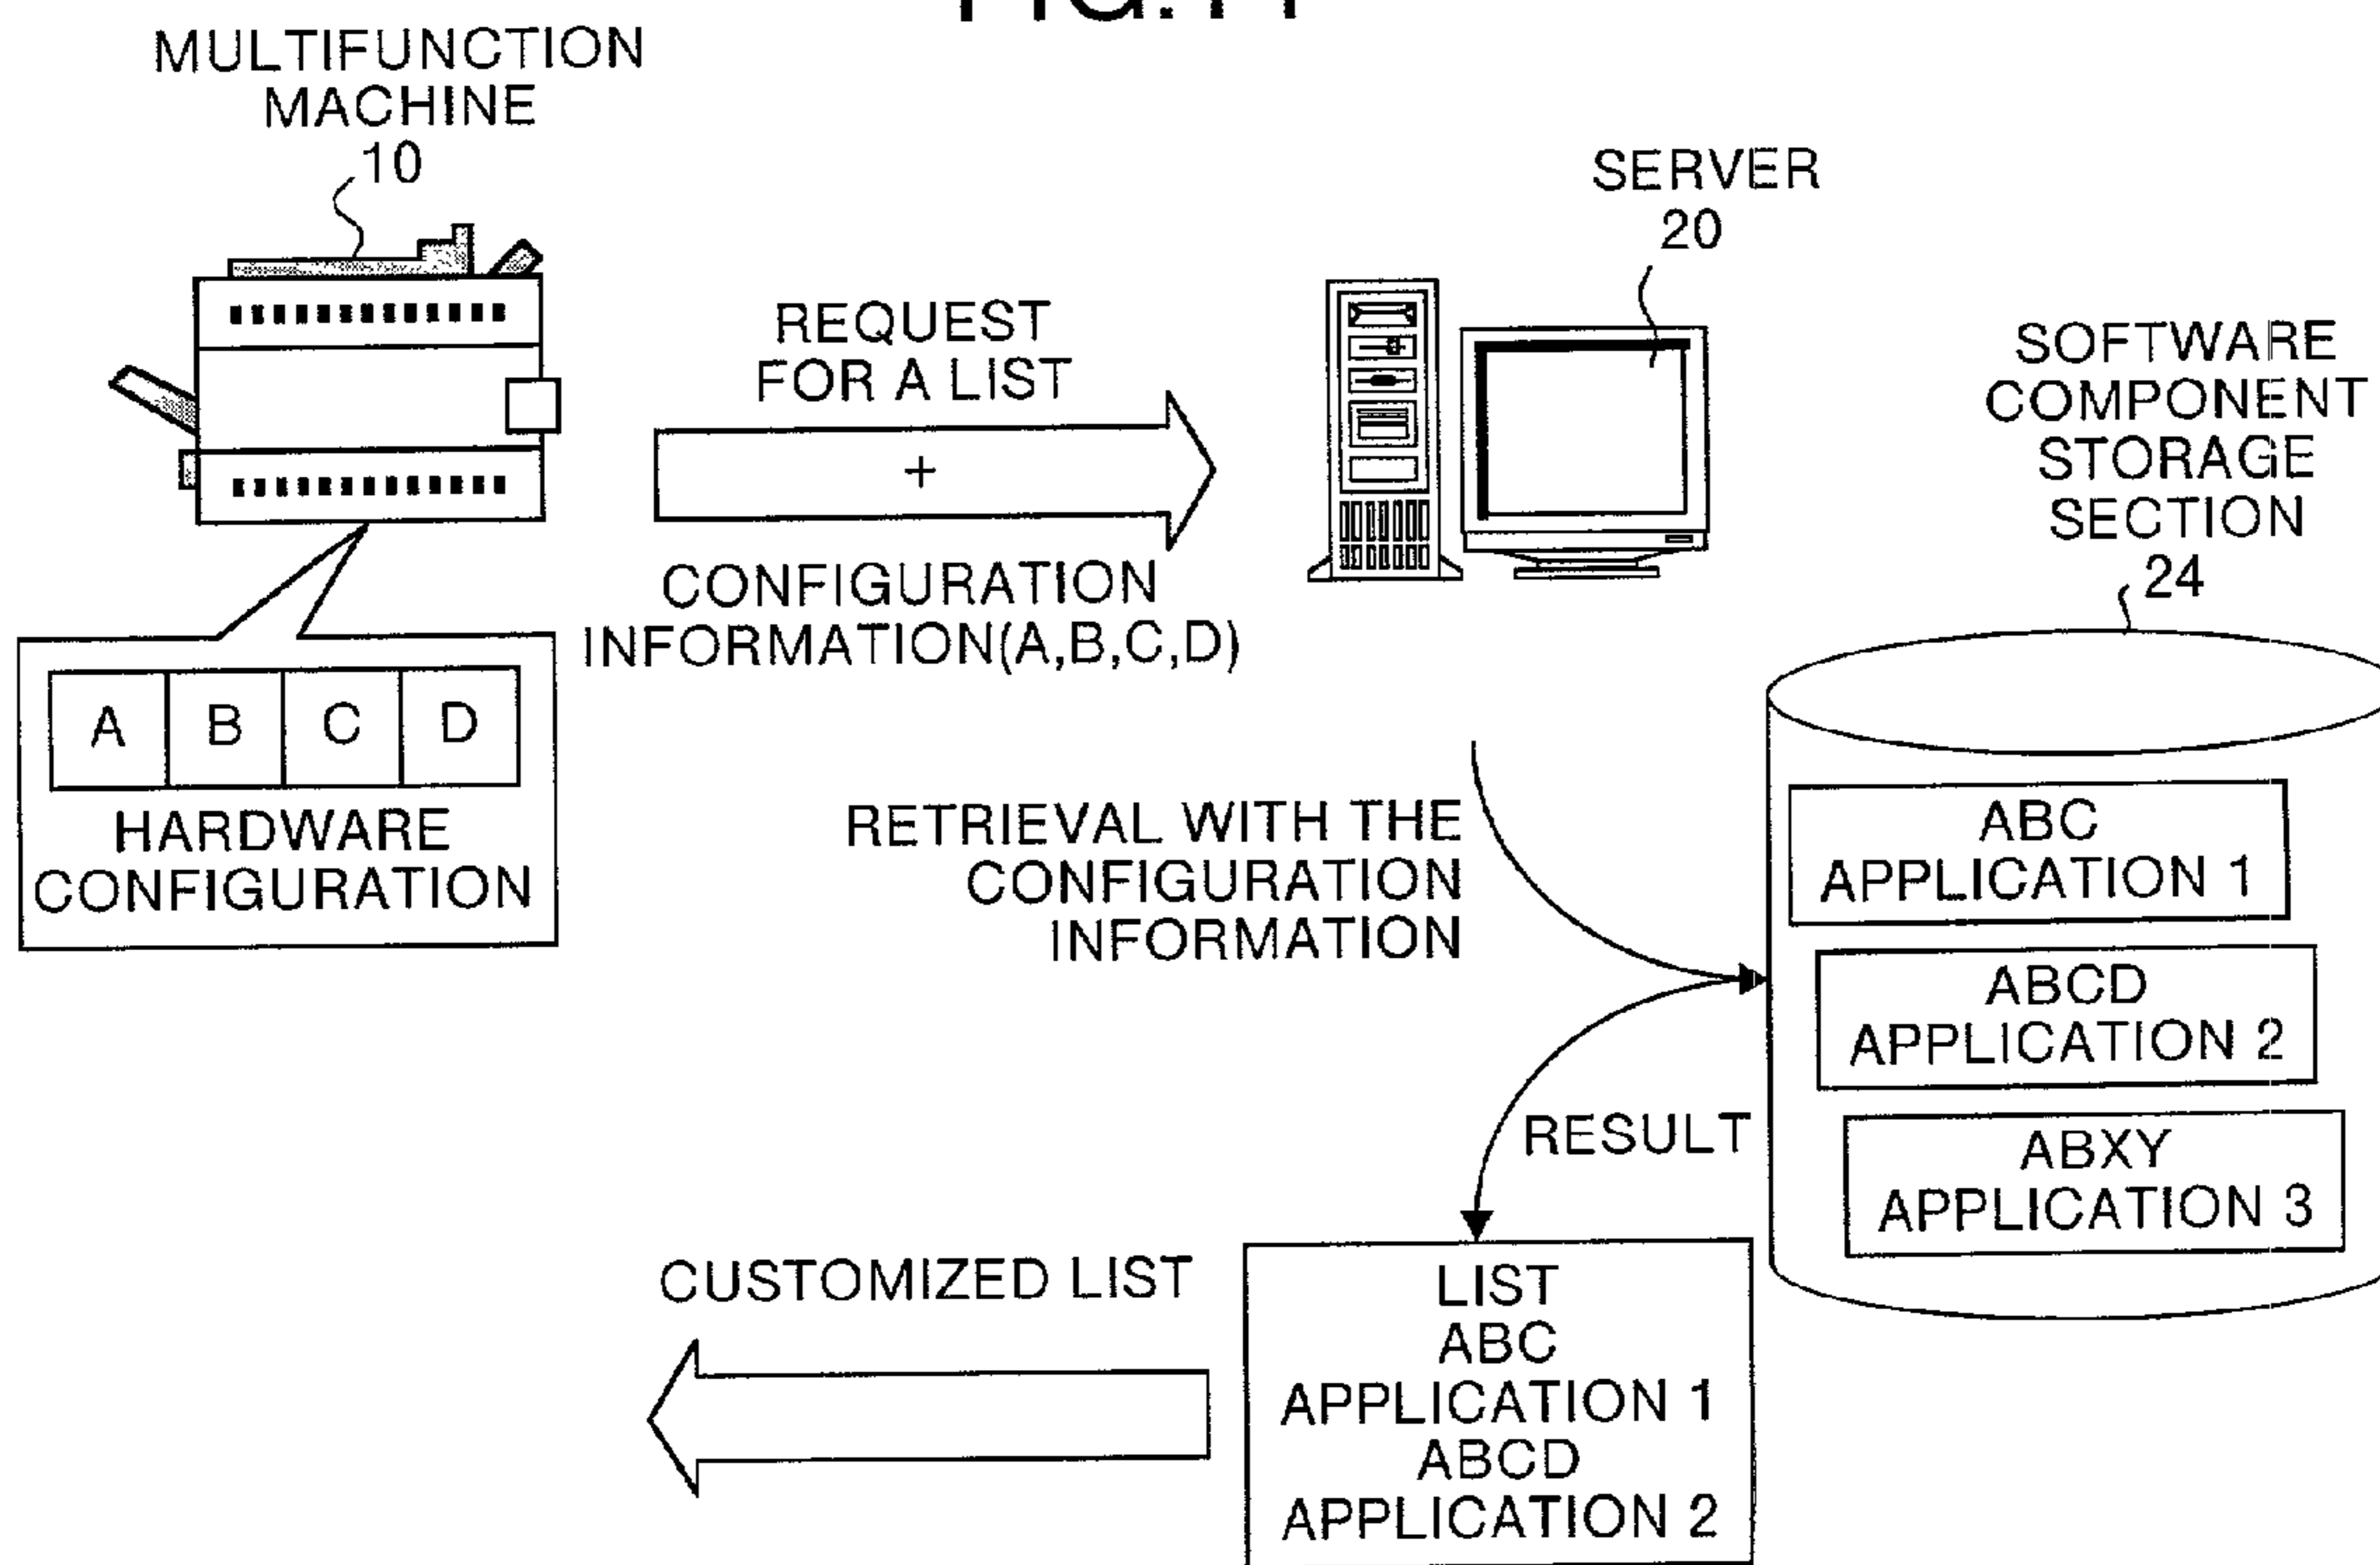 MULTIFUNCTION
MACHINE
10
REQUEST
FOR A LIST
+
CONFIGURATION
INFORMATION(A,B,C,D)
SERVER
20
SOFTWARE
COMPONENT
STORAGE
SECTION
24
A B C D
HARDWARE
CONFIGURATION
RETRIEVAL WITH THE
CONFIGURATION
INFORMATION
ABC
APPLICATION 1
ABCD
APPLICATION 2
ABXY
APPLICATION 3
RESULT
CUSTOMIZED LIST
LIST
ABC
APPLICATION 1
ABCD
APPLICATION 2